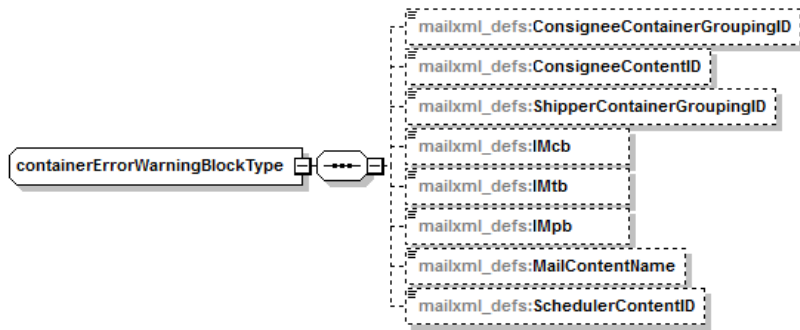 mailxml_defs:ConsigneeContainerGroupingID
mailxml_defs:ConsigneeContentID
mailxml_defs:ShipperContainerGroupingID
containerErrorWarningBlockType
mailxml_defs:IMcb
mailxml_defs:IMtb
mailxml_defs:IMpb
mailxml_defs:MailContentName
mailxml_defs:SchedulerContentID